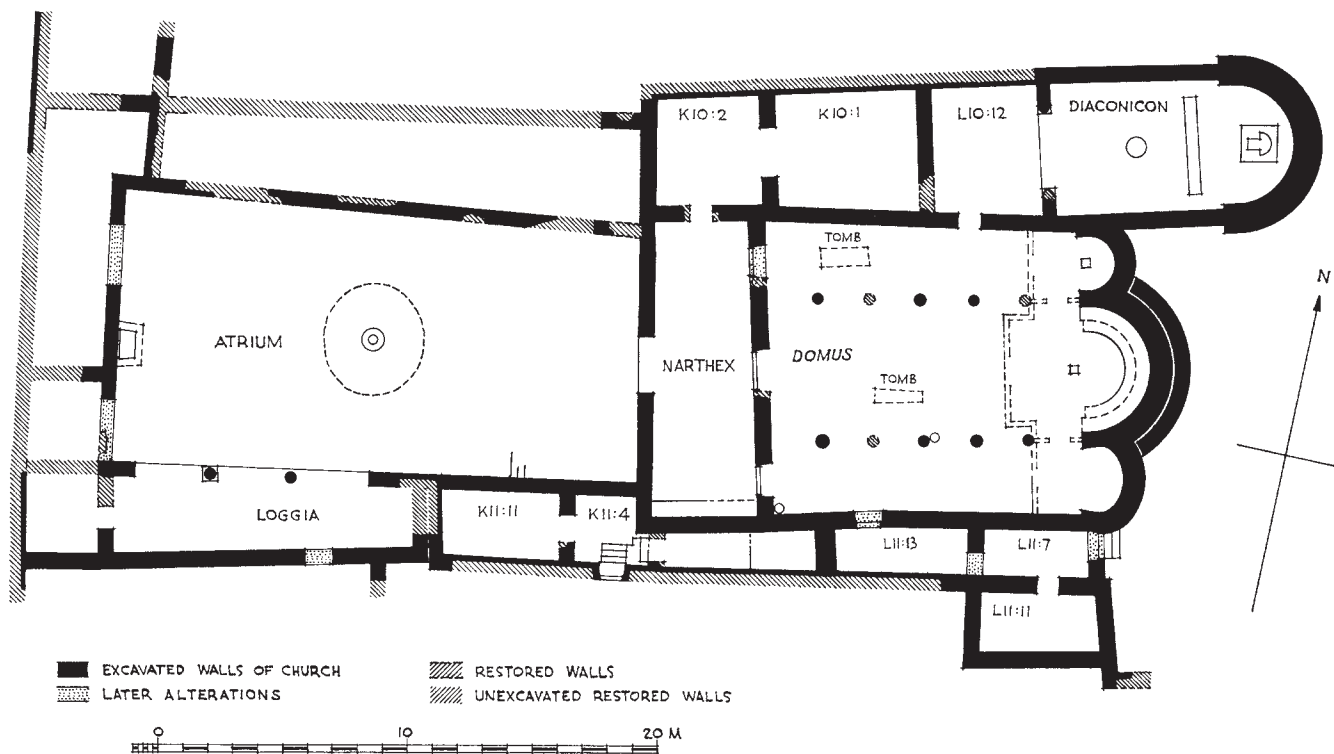 K10:2
K10:1
L10:12
DIACONICON
TOMB
N
ATRIUM
NARTHEX
DOMUS
TOMB
LOGGIA
K11:11
K11:4
L11:13
L11:7
L11:11
EXCAVATED WALLS OF CHURCH
LATER ALTERATIONS
RESTORED WALLS
UNEXCAVATED RESTORED WALLS
0 10 20 M